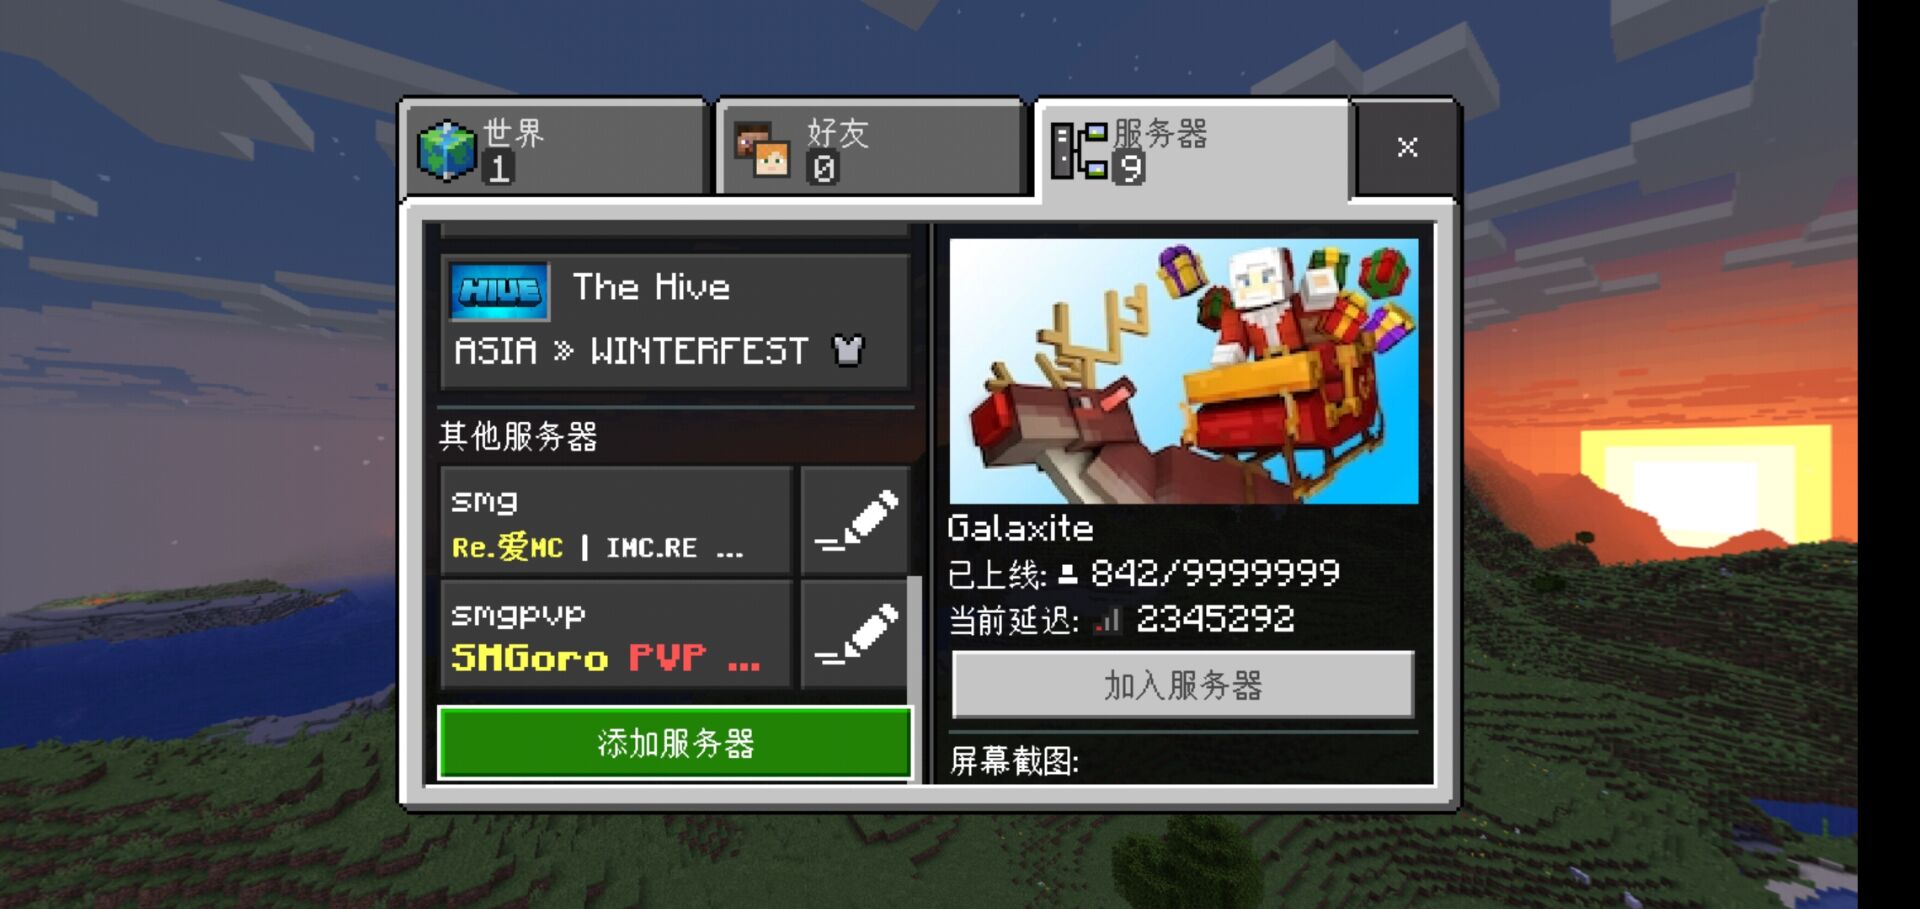 世界
1
好友
0
服务器
9
×
HIVE
The Hive
ASIA » WINTERFEST
其他服务器
smg
Re.爱MC | IMC.RE ...
smgpvp
SMGoro PVP ...
添加服务器
Galaxite
已上线: 842/9999999
当前延迟: 2345292
加入服务器
屏幕截图: